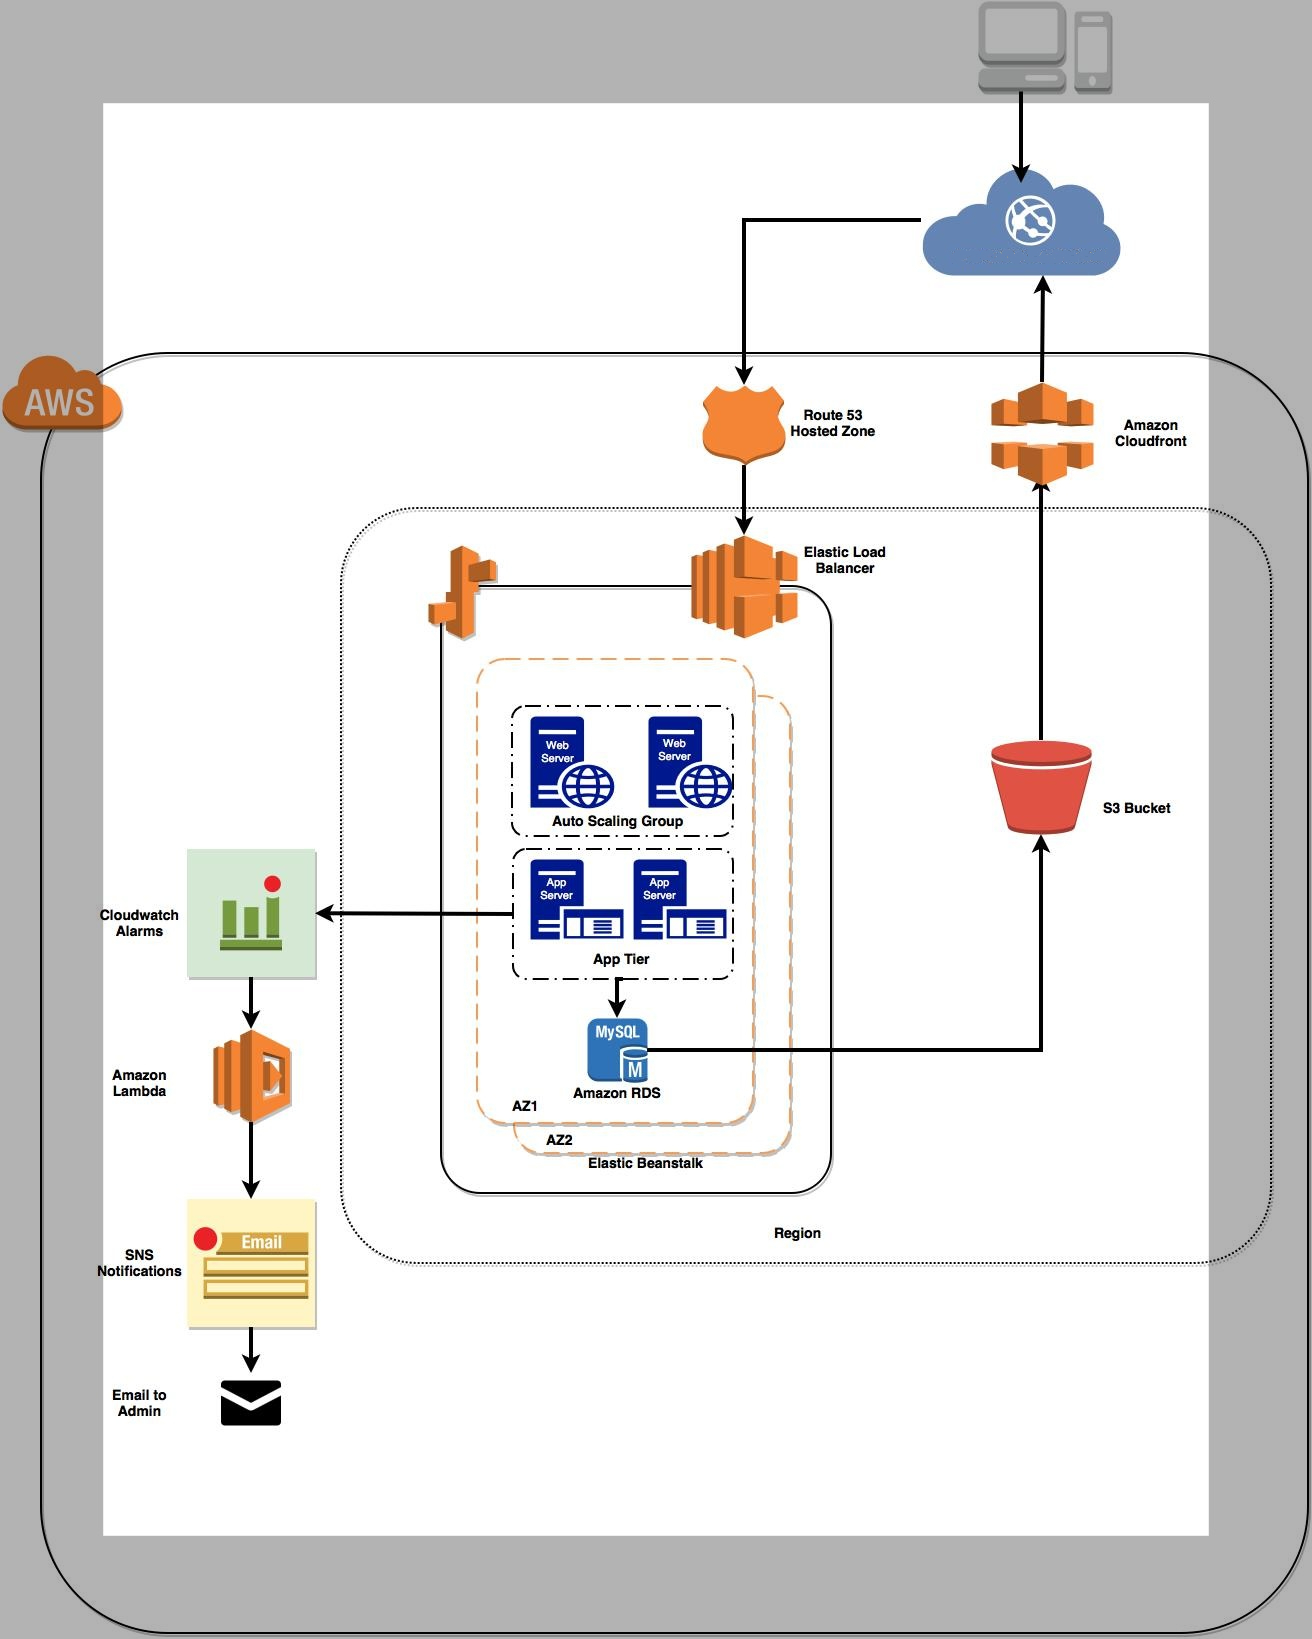 AWS
Route 53
Hosted Zone
Amazon
Cloudfront
Elastic Load
Balancer
Web
Server
Web
Server
Auto Scaling Group
S3 Bucket
App
Server
App
Server
App Tier
Cloudwatch
Alarms
MySQL
M
Amazon RDS
Amazon
Lambda
AZ1
AZ2
Elastic Beanstalk
Region
Email
SNS
Notifications
Email to
Admin